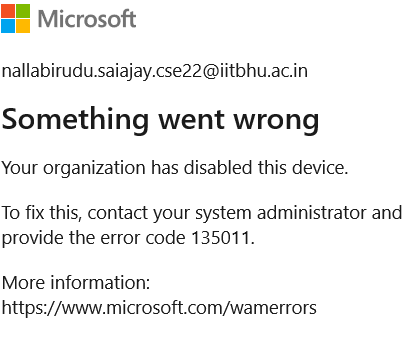 Microsoft
nallabirudu.saiajay.cse22@iitbhu.ac.in
Something went wrong
Your organization has disabled this device.
To fix this, contact your system administrator and
provide the error code 135011.
More information:
https://www.microsoft.com/wamerrors